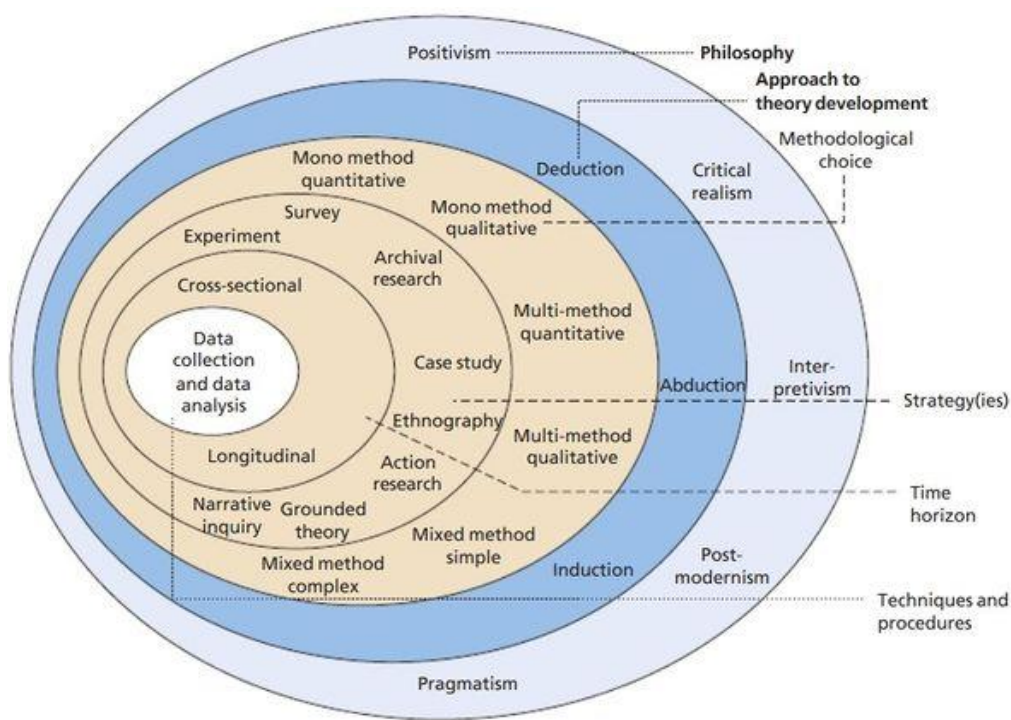 Positivism
Philosophy
Approach to
theory development
Methodological
choice
Mono method
quantitative
Deduction
Critical
realism
Survey
Mono method
qualitative
Experiment
Archival
research
Cross-sectional
Multi-method
quantitative
Data
collection
and data
analysis
Case study
Abduction
Inter-
pretivism
Strategy(ies)
Ethnography
Multi-method
qualitative
Longitudinal
Action
research
Time
horizon
Narrative
inquiry
Grounded
theory
Mixed method
simple
Mixed method
complex
Induction
Post-
modernism
Techniques and
procedures
Pragmatism